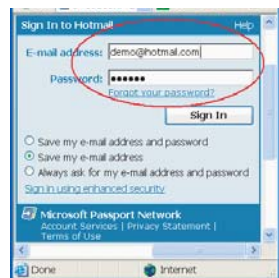 Sign In to Hotmail Help
E-mail address: demo@hotmal.com
Password: ••••••
Forgot your password?
Sign In
Save my e-mail address and password
Save my e-mail address
Always ask for my e-mail address and password
Sign in using enhanced security
Microsoft Passport Network
Account Services | Privacy Statement |
Terms of Use
Done Internet